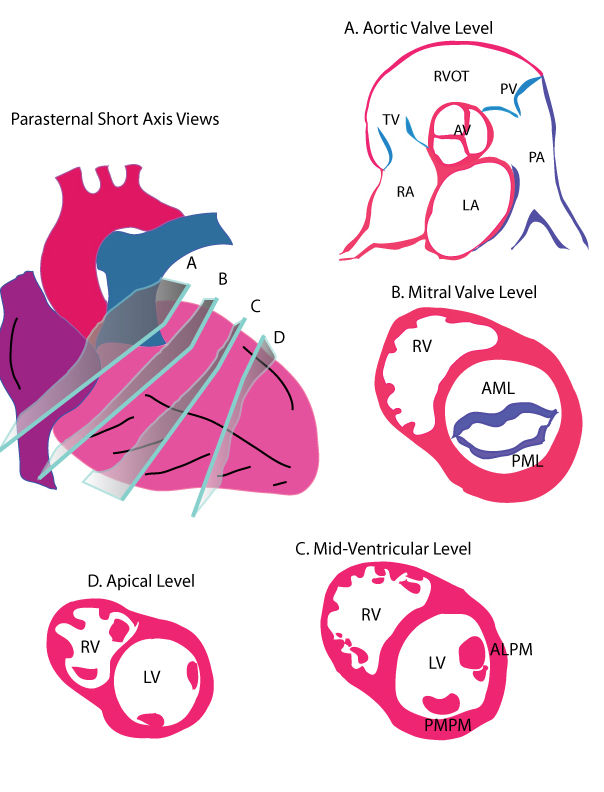 A. Aortic Valve Level
RVOT
PV
TV
AV
PA
RA
LA
Parasternal Short Axis Views
A
B
C
D
B. Mitral Valve Level
RV
AML
PML
C. Mid-Ventricular Level
RV
LV
ALPM
PMPM
D. Apical Level
RV
LV